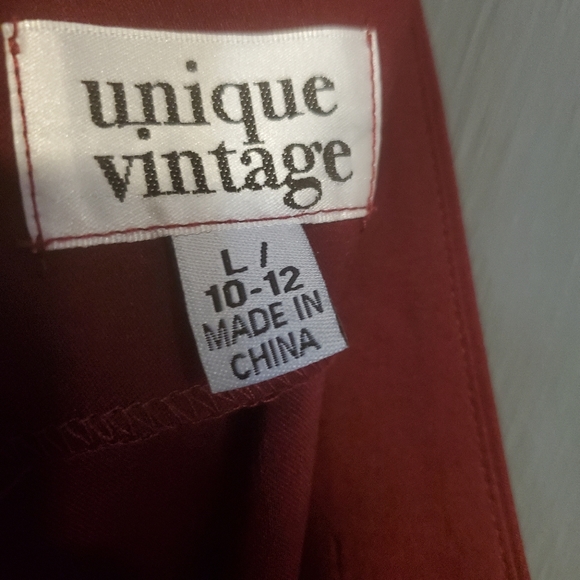 unique
vintage
L /
10-12
MADE IN
CHINA